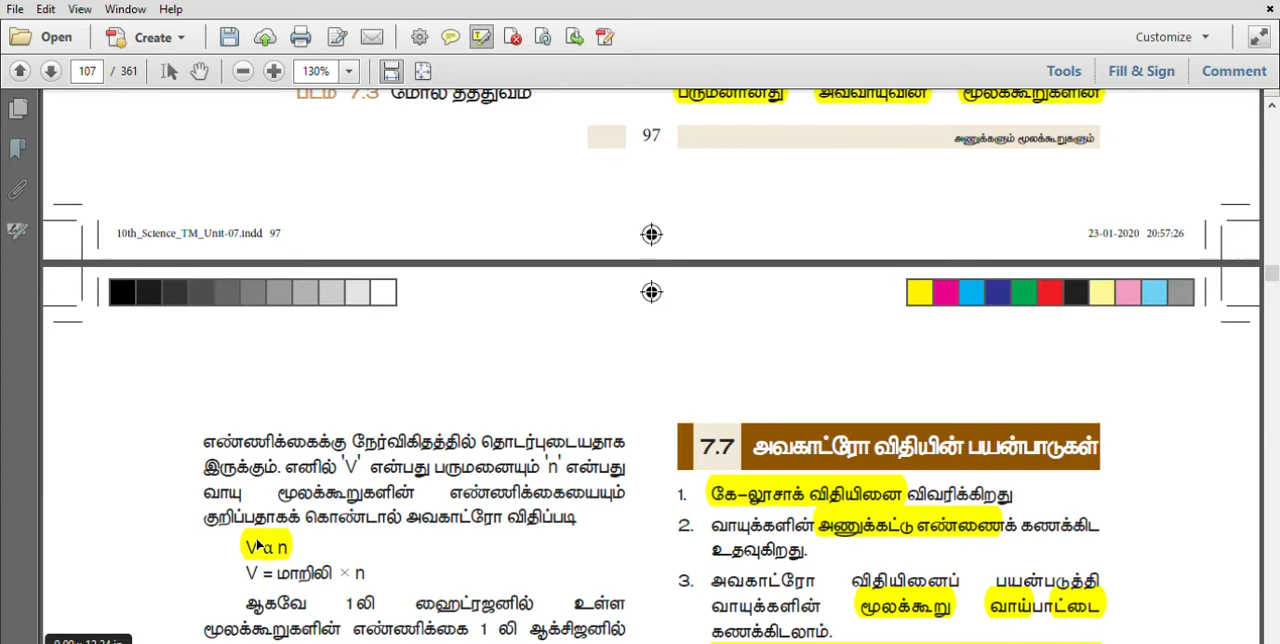 File Edit View Window Help
Open Create Customize
107 / 361 130% Tools Fill & Sign Comment
படம் 7.3 மோல் தத்துவம்
பருமனானது அவ்வாயுவின் மூலக்கூறுகளின்
97
அணுக்களும் மூலக்கூறுகளும்
10th_Science_TM_Unit-07.indd 97
23-01-2020 20:57:26
எண்ணிக்கைக்கு நேர்விகிதத்தில் தொடர்புடையதாக
இருக்கும். எனில் 'V' என்பது பருமனையும் 'n' என்பது
வாயு மூலக்கூறுகளின் எண்ணிக்கையையும்
குறிப்பதாகக் கொண்டால் அவகாட்ரோ விதிப்படி
V α n
V = மாறிலி × n
ஆகவே 1லி ஹைட்ரஜனில் உள்ள
மூலக்கூறுகளின் எண்ணிக்கை 1 லி ஆக்சிஜனில்
7.7 அவகாட்ரோ விதியின் பயன்பாடுகள்
1. கே-லூசாக் விதியினை விவரிக்கிறது
2. வாயுக்களின் அணுக்கட்டு எண்ணைக் கணக்கிட
உதவுகிறது.
3. அவகாட்ரோ விதியினைப் பயன்படுத்தி
வாயுக்களின் மூலக்கூறு வாய்பாட்டை
கணக்கிடலாம்.